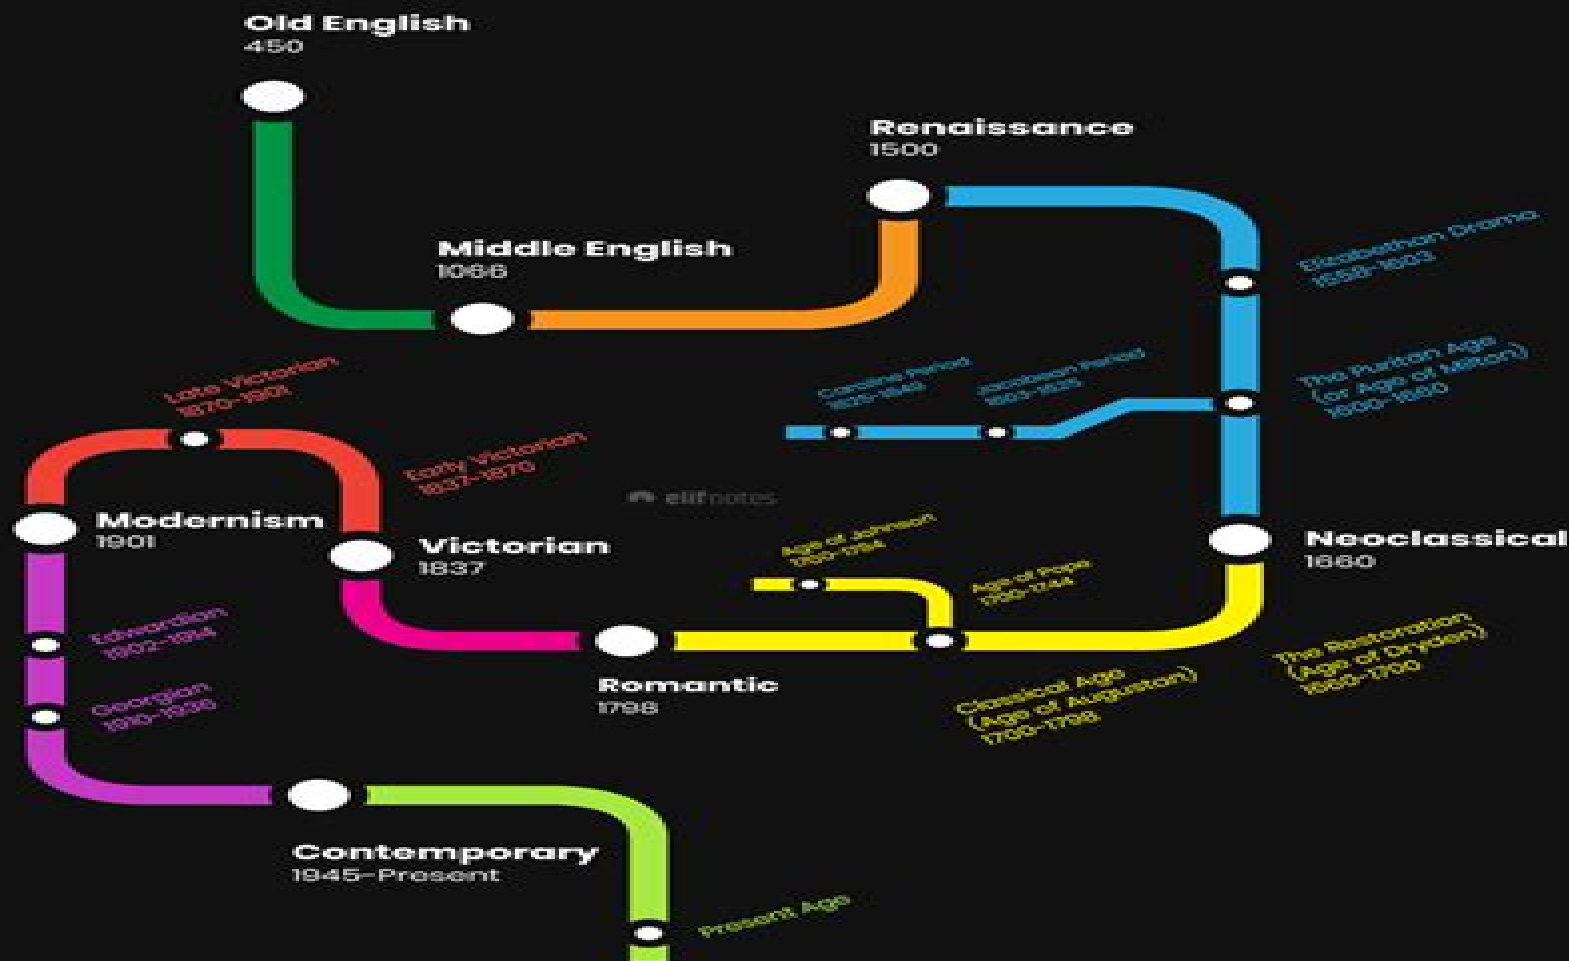 Old English
450
Renaissance
1500
Middle English
1066
Elizabethan Drama
1558-1603
The Puritan Age
(or Age of Milton)
1600-1660
Caroline Period
1625-1649
Jacobean Period
1603-1625
Late Victorian
1870-1901
Early Victorian
1837-1870
elifnotes
Modernism
1901
Victorian
1837
Neoclassical
1660
Age of Johnson
Age of Pope
1700-1744
The Restoration
(Age of Dryden)
1660-1700
Classical Age
(Age of Augustan)
1700-1798
Romantic
1798
Edwardian
1902-1914
Georgian
1910-1936
Contemporary
1945-Present
Present Age